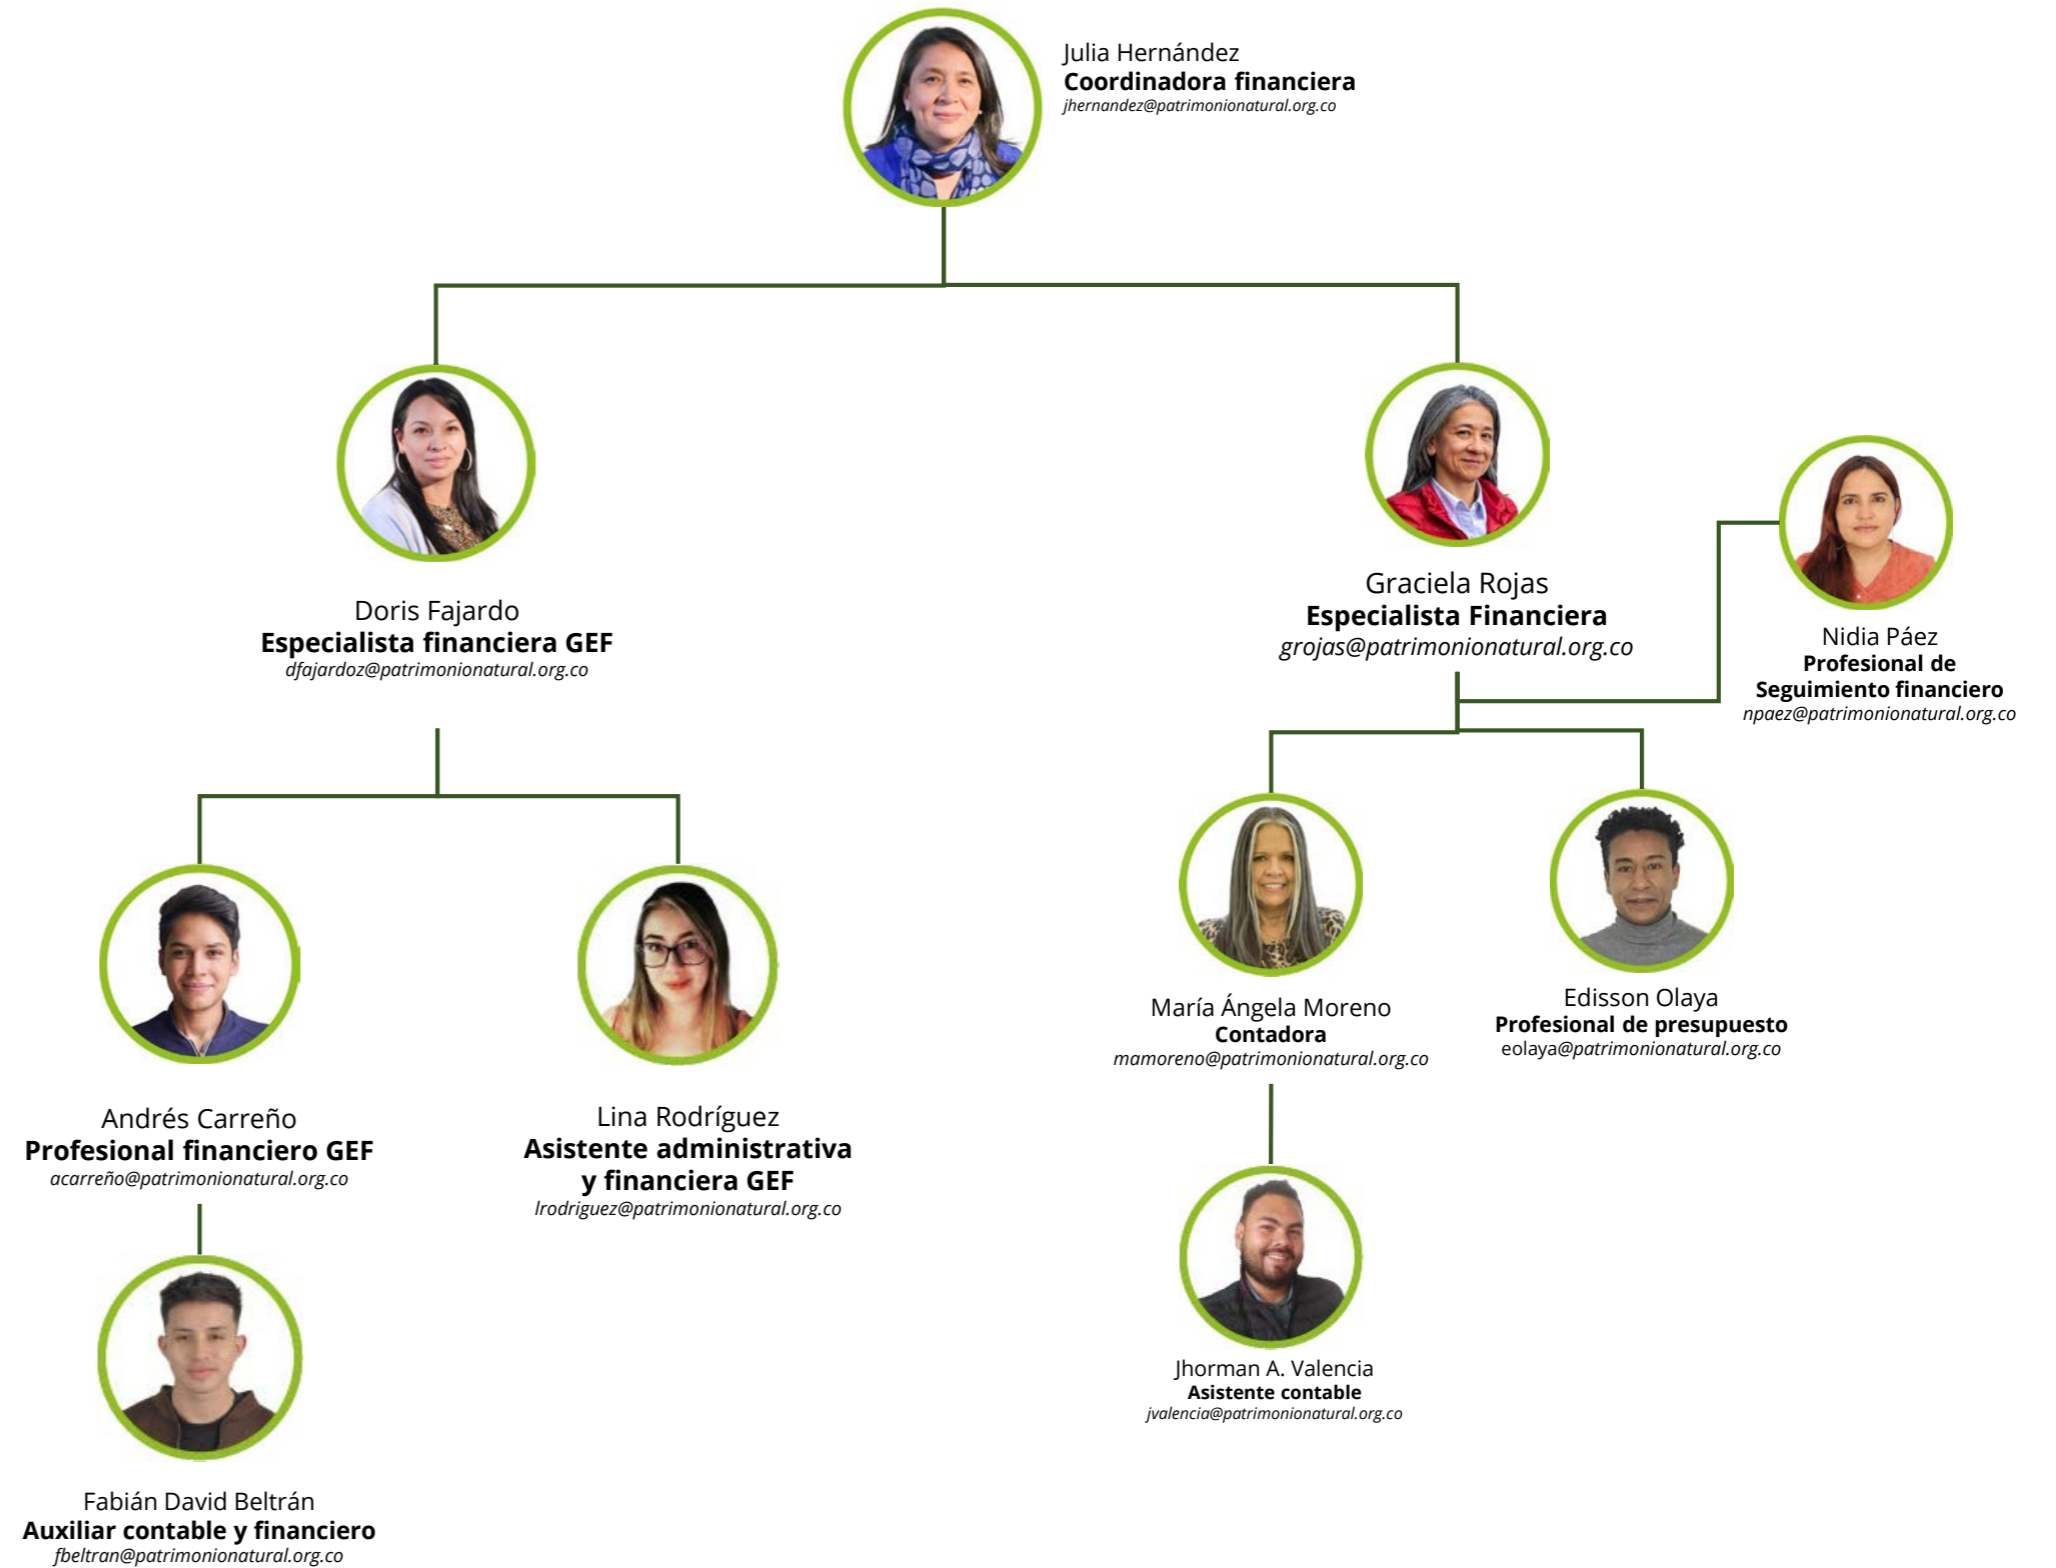 Julia Hernández
Coordinadora financiera
jhernandez@patrimonionatural.org.co
Doris Fajardo
Especialista financiera GEF
dfajardoz@patrimonionatural.org.co
Graciela Rojas
Especialista Financiera
grojas@patrimonionatural.org.co
Nidia Páez
Profesional de
Seguimiento financiero
npaez@patrimonionatural.org.co
Andrés Carreño
Profesional financiero GEF
acarreño@patrimonionatural.org.co
Lina Rodríguez
Asistente administrativa
y financiera GEF
lrodriguez@patrimonionatural.org.co
María Ángela Moreno
Contadora
mamoreno@patrimonionatural.org.co
Edisson Olaya
Profesional de presupuesto
eolaya@patrimonionatural.org.co
Fabián David Beltrán
Auxiliar contable y financiero
fbeltran@patrimonionatural.org.co
Jhorman A. Valencia
Asistente contable
jvalencia@patrimonionatural.org.co